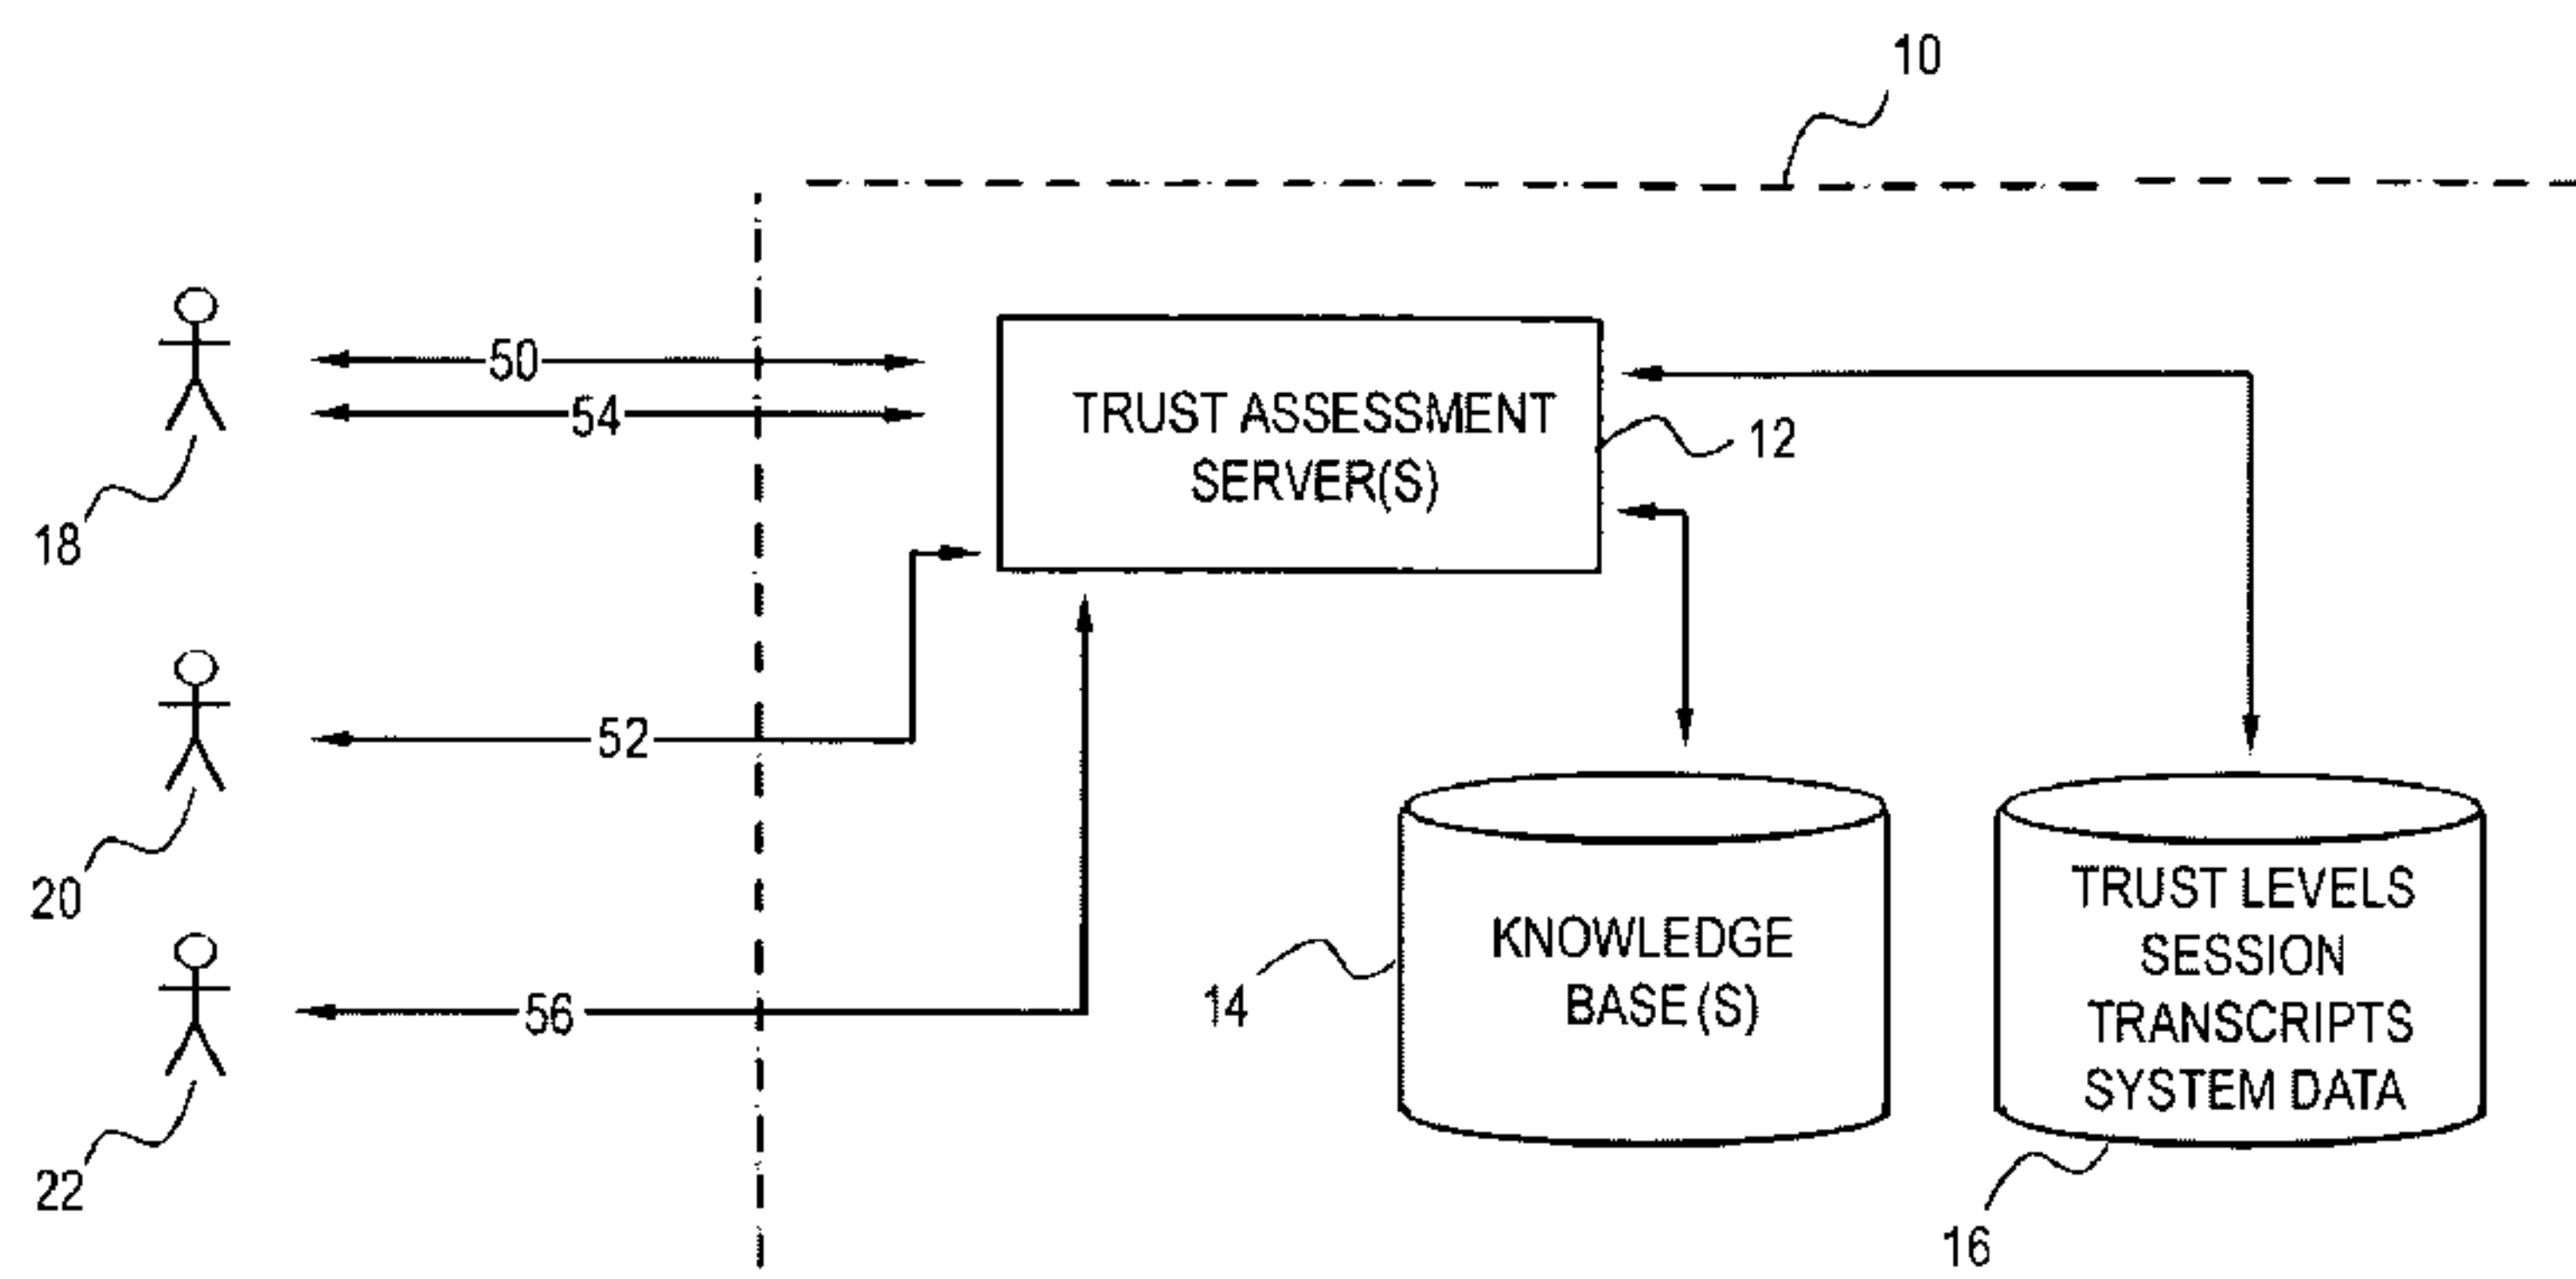 10
50
54
TRUST ASSESSMENT
SERVER(S)
12
18
52
20
56
22
KNOWLEDGE
BASE(S)
14
TRUST LEVELS
SESSION
TRANSCRIPTS
SYSTEM DATA
16